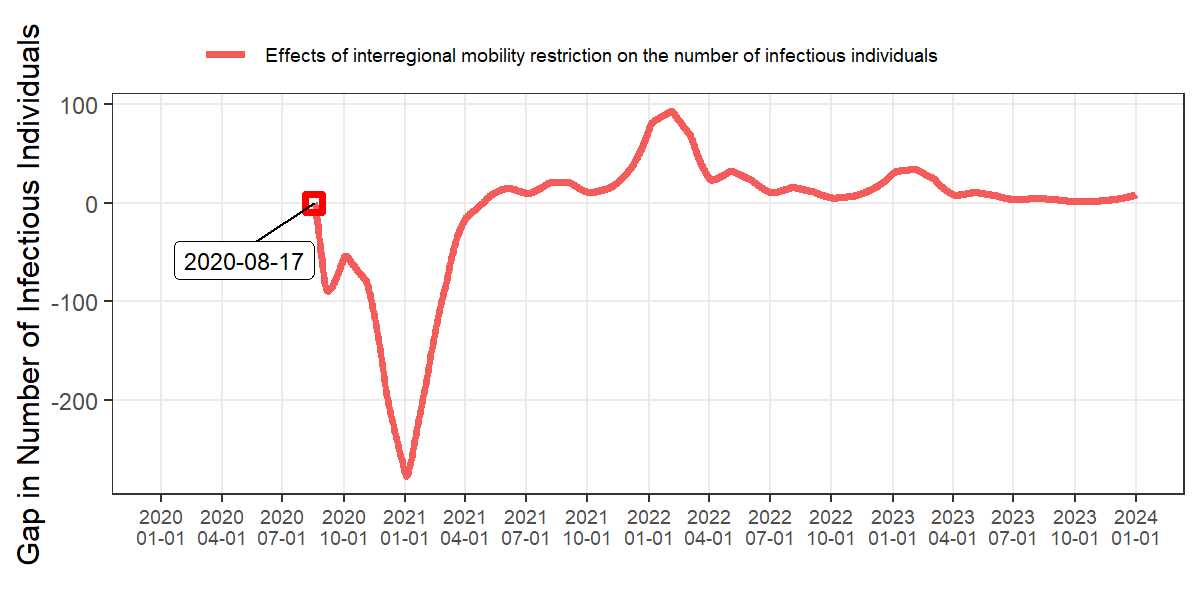 Effects of interregional mobility restriction on the number of infectious individuals
Gap in Number of Infectious Individuals
100
0
-100
-200
2020-08-17
2020 2020 2020 2020 2021 2021 2021 2021 2022 2022 2022 2022 2023 2023 2023 2023 2024
01-01 04-01 07-01 10-01 01-01 04-01 07-01 10-01 01-01 04-01 07-01 10-01 01-01 04-01 07-01 10-01 01-01